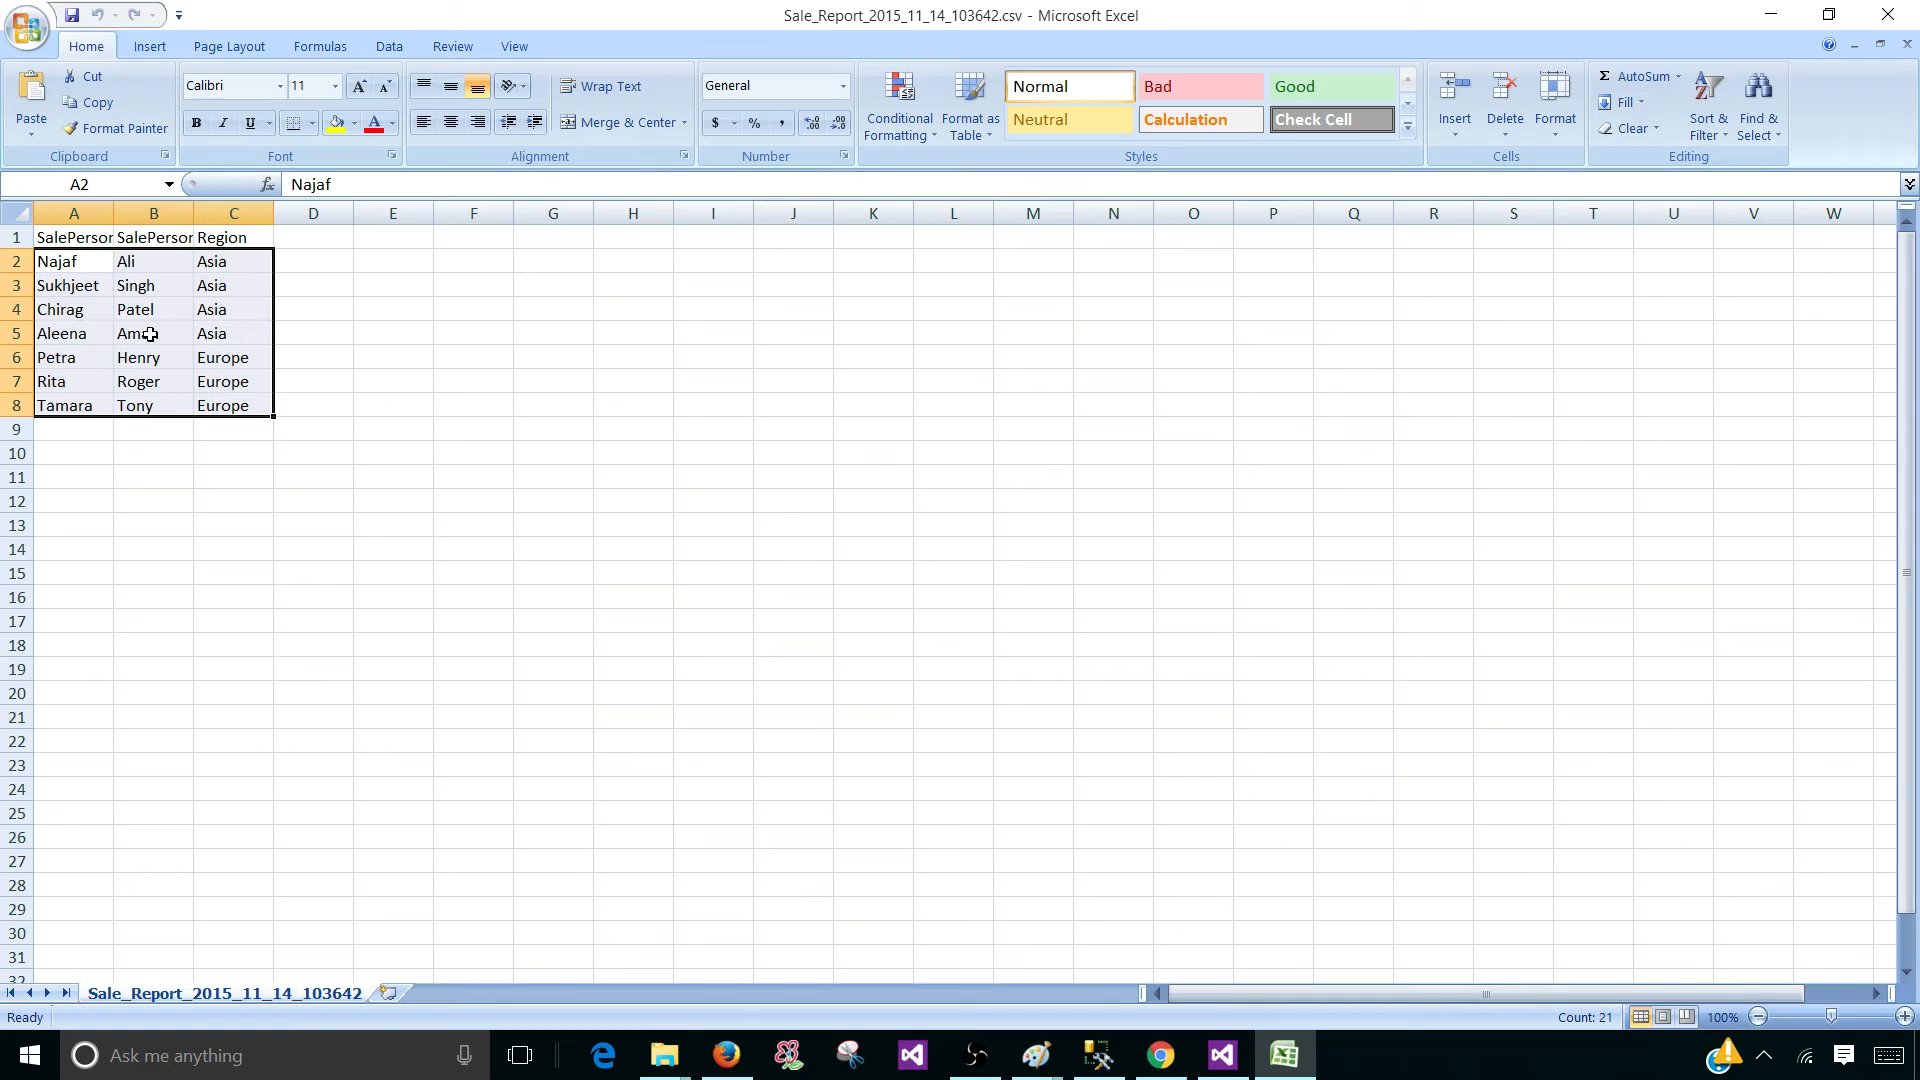 Sale_Report_2015_11_14_103642.csv - Microsoft Excel
Home Insert Page Layout Formulas Data Review View
Paste
Cut
Copy
Format Painter
Clipboard
Calibri 11
B I U
Font
Wrap Text
Merge & Center
Alignment
General
$ % ,
Number
Conditional Formatting
Format as Table
Normal Bad Good
Neutral Calculation Check Cell
Styles
Insert Delete Format
Cells
Σ AutoSum
Fill
Clear
Sort & Filter
Find & Select
Editing
A2 fx Najaf
A B C D E F G H I J K L M N O P Q R S T U V W
1 SalePersor SalePersor Region
2 Najaf Ali Asia
3 Sukhjeet Singh Asia
4 Chirag Patel Asia
5 Aleena Asia
6 Petra Henry Europe
7 Rita Roger Europe
8 Tamara Tony Europe
9
10
11
12
13
14
15
16
17
18
19
20
21
22
23
24
25
26
27
28
29
30
31
32
Sale_Report_2015_11_14_103642
Ready Count: 21 100%
Ask me anything